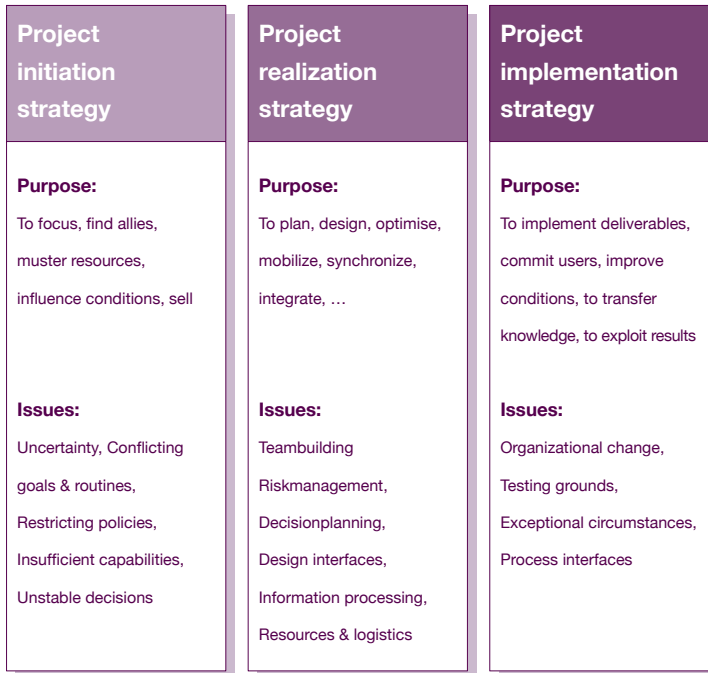 Project
initiation
strategy
Purpose:
To focus, find allies,
muster resources,
influence conditions, sell
Issues:
Uncertainty, Conflicting
goals & routines,
Restricting policies,
Insufficient capabilities,
Unstable decisions
Project
realization
strategy
Purpose:
To plan, design, optimise,
mobilize, synchronize,
integrate, …
Issues:
Teambuilding
Riskmanagement,
Decisionplanning,
Design interfaces,
Information processing,
Resources & logistics
Project
implementation
strategy
Purpose:
To implement deliverables,
commit users, improve
conditions, to transfer
knowledge, to exploit results
Issues:
Organizational change,
Testing grounds,
Exceptional circumstances,
Process interfaces